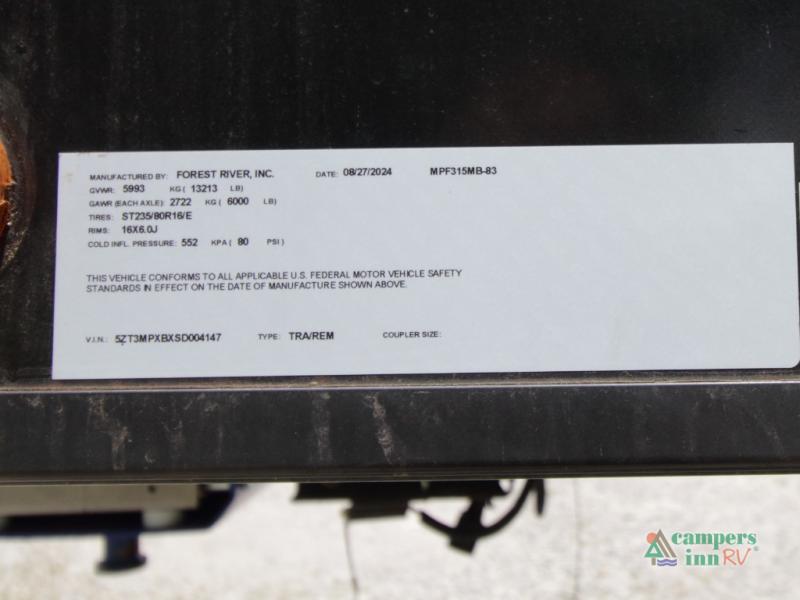 MANUFACTURED BY: FOREST RIVER, INC. DATE: 08/27/2024 MPF315MB-83
GVWR: 5993 KG ( 13213 LB)
GAWR (EACH AXLE): 2722 KG ( 6000 LB)
TIRES: ST235/80R16/E
RIMS: 16X6.0J
COLD INFL. PRESSURE: 552 KPA ( 80 PSI )
THIS VEHICLE CONFORMS TO ALL APPLICABLE U.S. FEDERAL MOTOR VEHICLE SAFETY
STANDARDS IN EFFECT ON THE DATE OF MANUFACTURE SHOWN ABOVE.
V.I.N.: 5ZT3MPXBXSD004147 TYPE: TRA/REM COUPLER SIZE:
campers
inn RV®